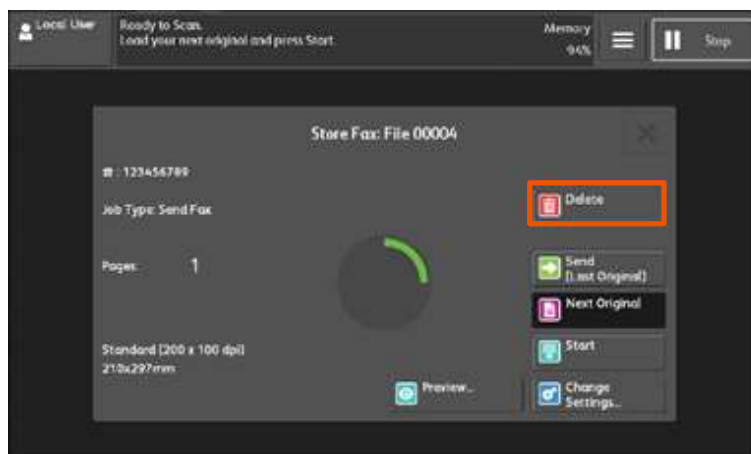 Local User
Ready to Scan.
Load your next original and press Start.
Memory
94%
Stop
Store Fax: File 00004
☎ : 123456789
Job Type: Send Fax
Delete
Pages: 1
Send
(Last Original)
Next Original
Standard (200 x 100 dpi)
210x297mm
Start
Preview...
Change
Settings...